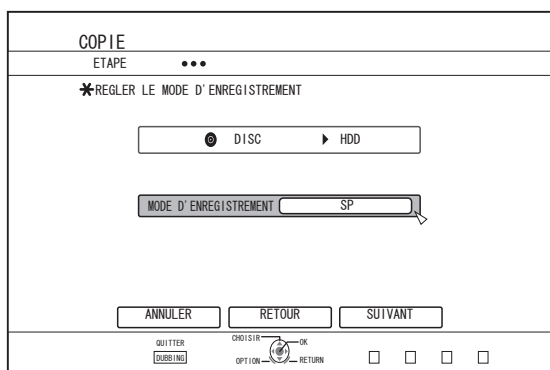 COPIE
ETAPE
REGLER LE MODE D'ENREGISTREMENT
DISC HDD
MODE D'ENREGISTREMENT SP
ANNULER RETOUR SUIVANT
QUITTER CHOISIR OK
DUBBING OPTION RETURN